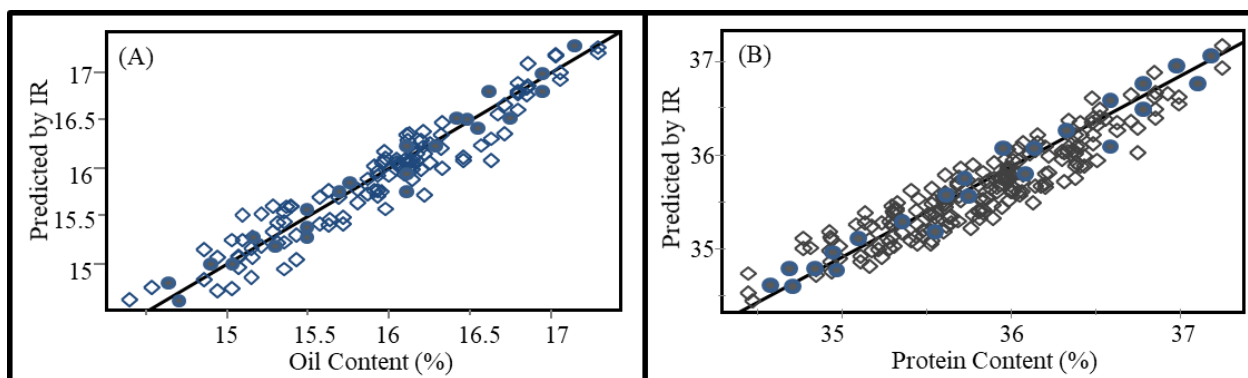 (A)
Predicted by IR
17
16.5
16
15.5
15
15
15.5
16
16.5
17
Oil Content (%)
(B)
Predicted by IR
37
36
35
35
36
37
Protein Content (%)